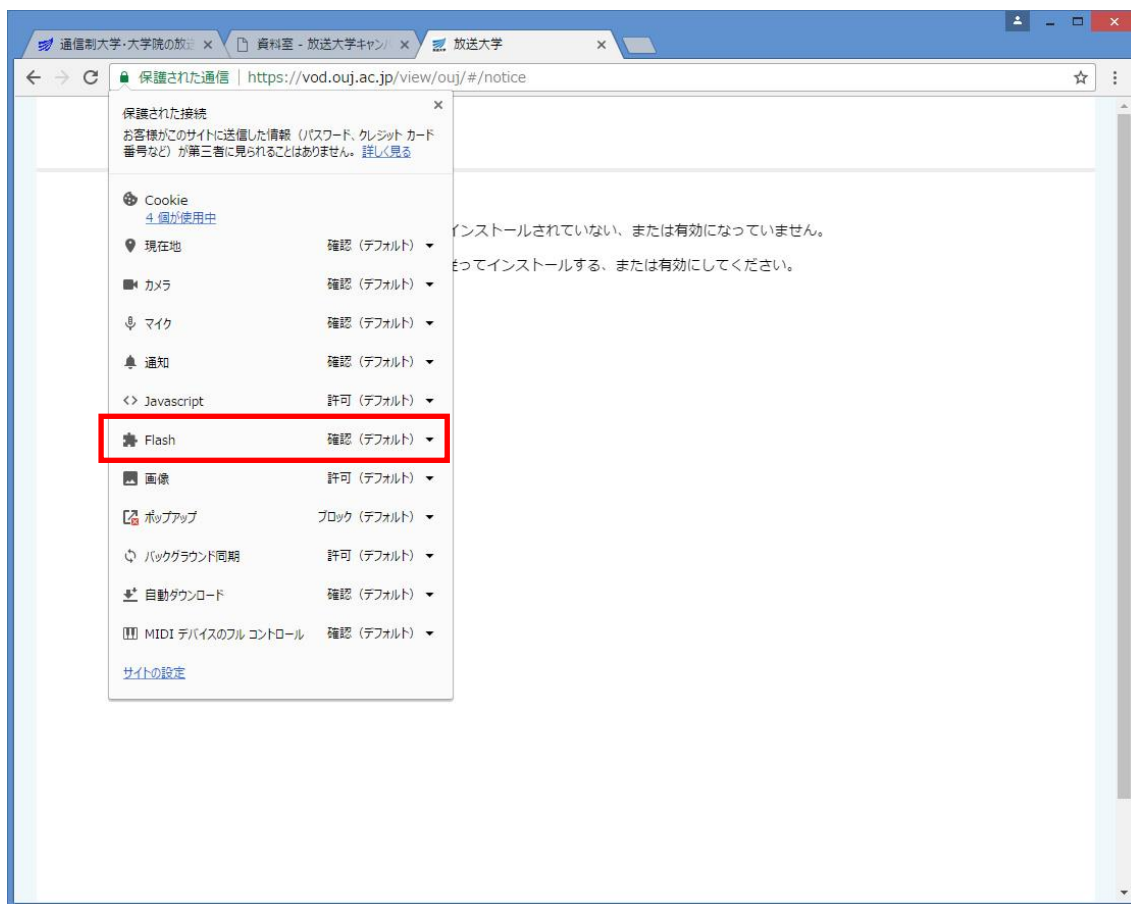 通信制大学・大学院の放送
資料室 - 放送大学キャンパ
放送大学
保護された通信 | https://vod.ouj.ac.jp/view/ouj/#/notice
保護された接続
お客様がこのサイトに送信した情報（パスワード、クレジット カード
番号など）が第三者に見られることはありません。 詳しく見る
Cookie
4 個が使用中
インストールされていない、または有効になっていません。
現在地 確認（デフォルト）
従ってインストールする、または有効にしてください。
カメラ 確認（デフォルト）
マイク 確認（デフォルト）
通知 確認（デフォルト）
Javascript 許可（デフォルト）
Flash 確認（デフォルト）
画像 許可（デフォルト）
ポップアップ ブロック（デフォルト）
バックグラウンド同期 許可（デフォルト）
自動ダウンロード 確認（デフォルト）
MIDI デバイスのフル コントロール 確認（デフォルト）
サイトの設定